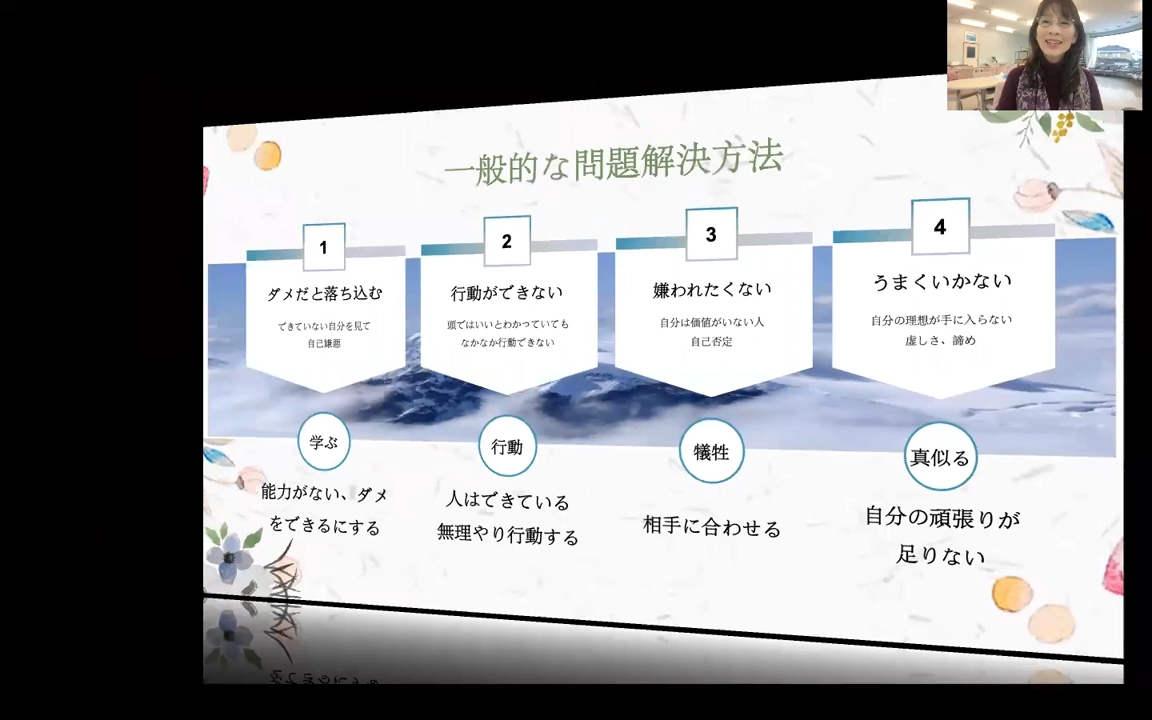 一般的な問題解決方法
1
ダメだと落ち込む
できていない自分を見て
自己嫌悪
学ぶ
能力がない、ダメ
をできるにする
2
行動ができない
頭ではいいとわかっていても
なかなか行動できない
行動
人はできている
無理やり行動する
3
嫌われたくない
自分は価値がいない人
自己否定
犠牲
相手に合わせる
4
うまくいかない
自分の理想が手に入らない
虚しさ、諦め
真似る
自分の頑張りが
足りない